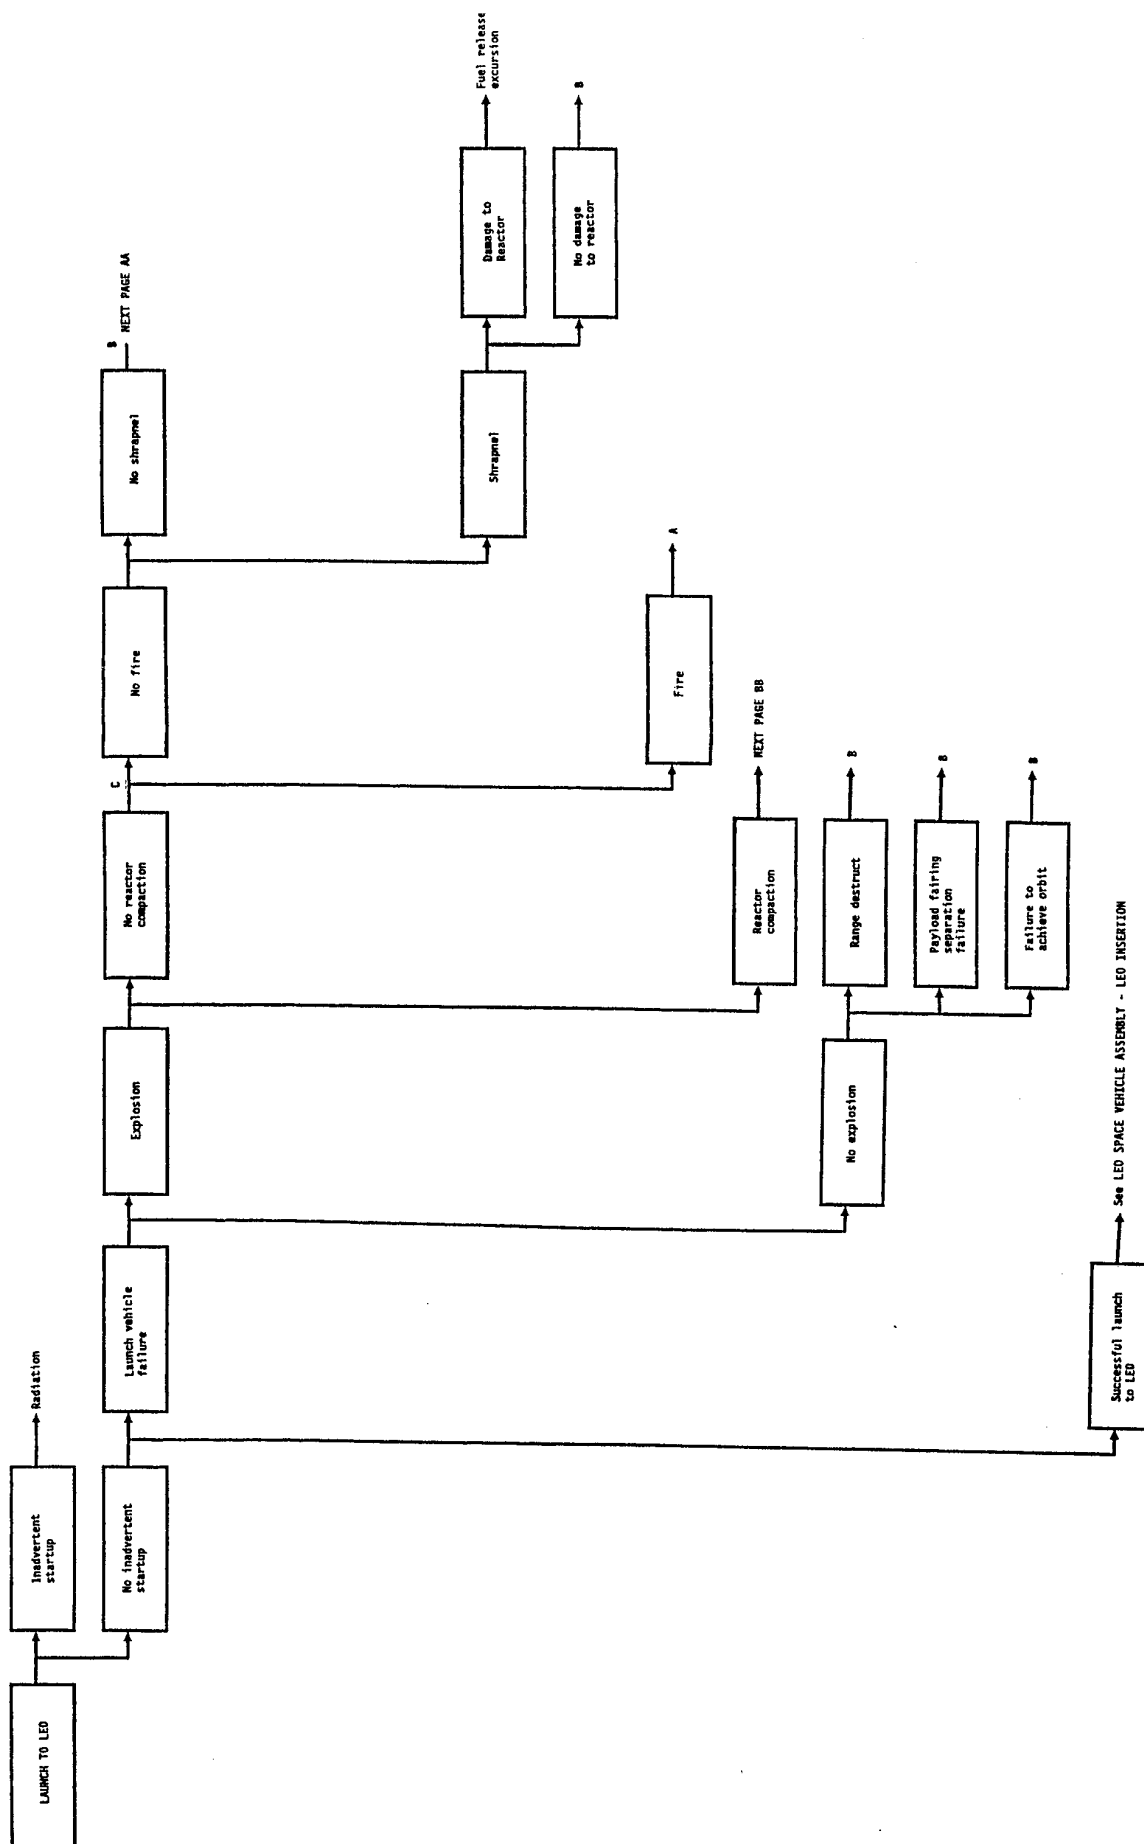 LAUNCH TO LEO
Inadvertent
startup
Radiation
No inadvertent
startup
Launch vehicle
failure
Explosion
No reactor
compaction
C
No fire
No shrapnel
B
NEXT PAGE AA
Shrapnel
Damage to
Reactor
Fuel release
excursion
No damage
to reactor
B
Fire
A
Reactor
compaction
NEXT PAGE BB
No explosion
Range destruct
B
Payload fairing
separation
failure
B
Failure to
achieve orbit
B
Successful launch
to LEO
See LEO SPACE VEHICLE ASSEMBLY - LEO INSERTION